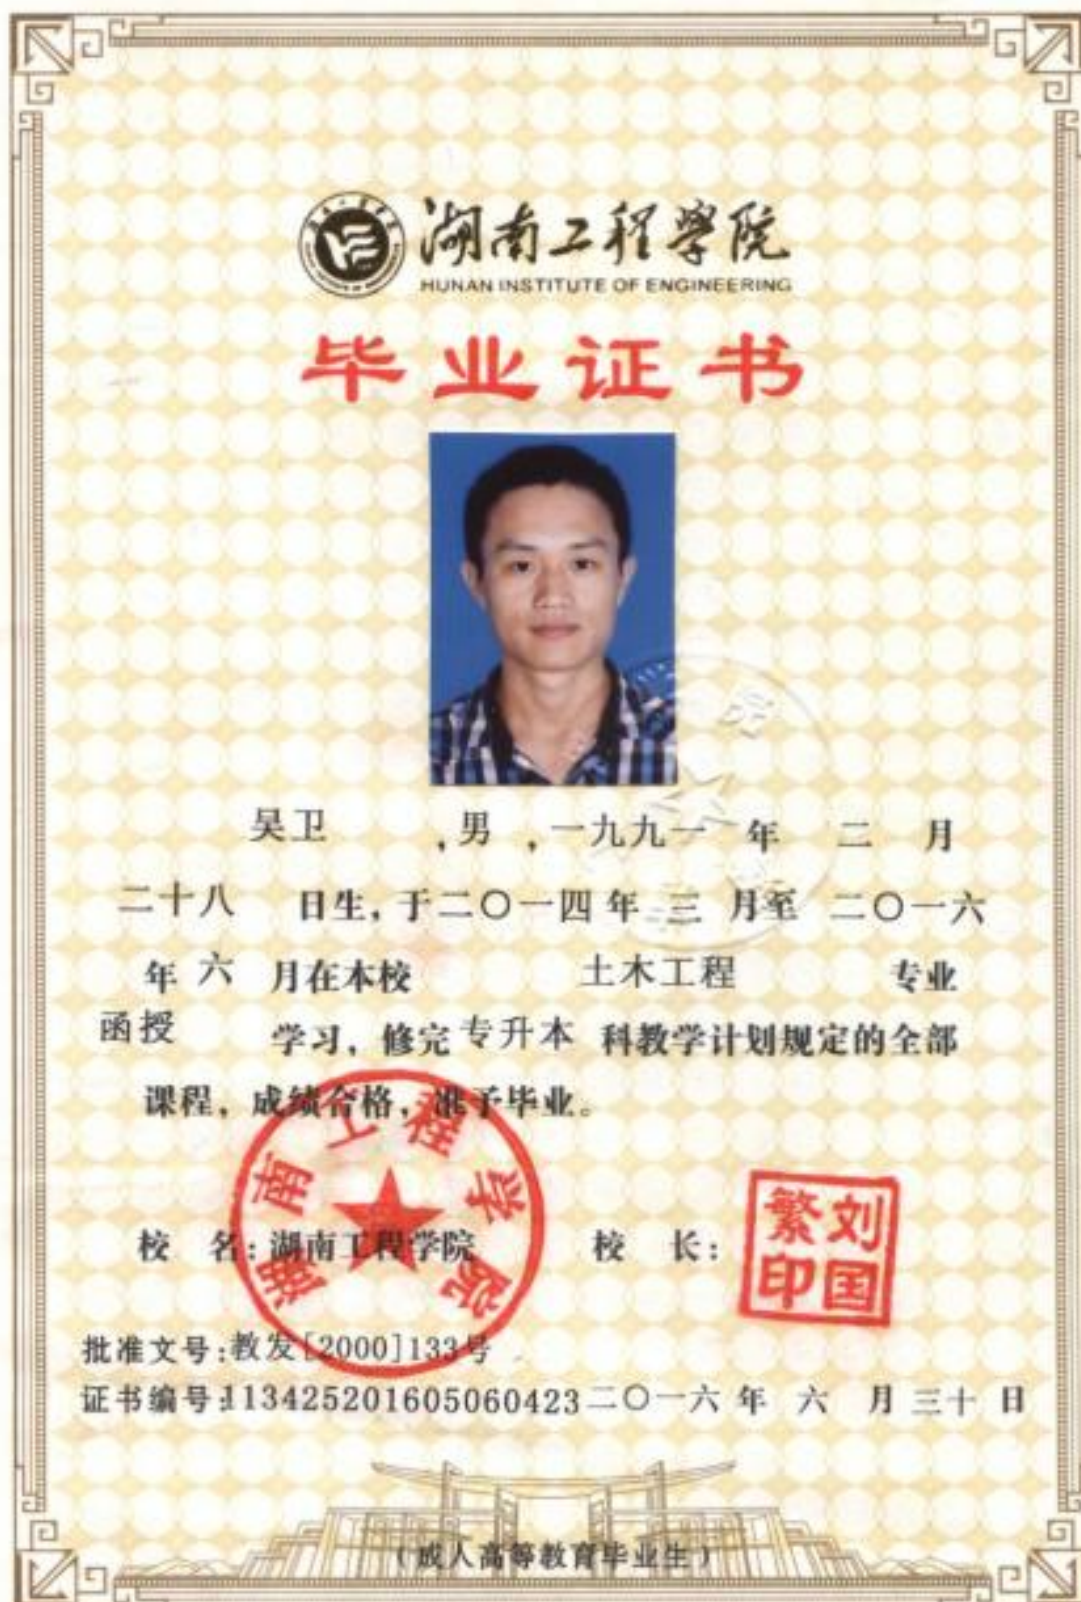 湖南工程學院
HUNAN INSTITUTE OF ENGINEERING
毕业证书
吴卫 ,男 ,一九九一 年 二 月
二十八 日生,于二〇一四年 三 月至 二〇一六
年 六 月在本校 土木工程 专业
函授 学习，修完 专升本 科教学计划规定的全部
课程，成绩合格，准予毕业。
湖南工程学院
校 名:湖南工程学院 校 长:
刘国繁印
批准文号:教发[2000]133号
证书编号:113425201605060423 二〇一六 年 六 月 三十 日
(成人高等教育毕业生)